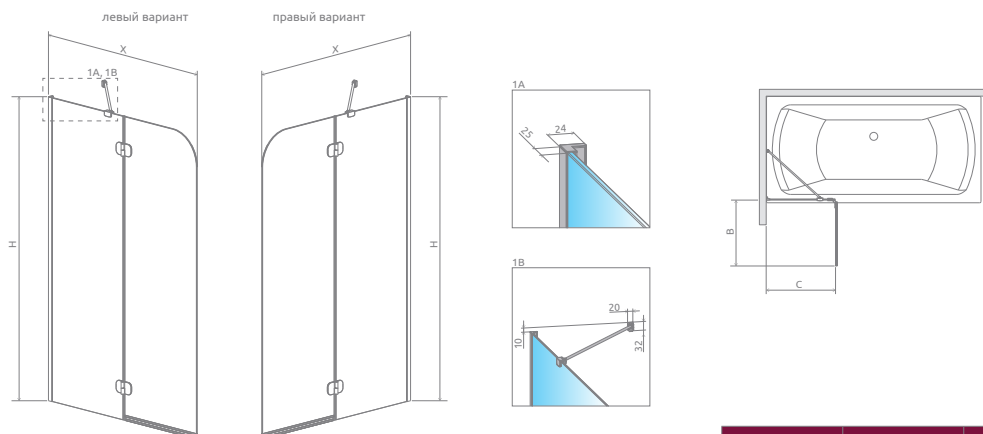 левый вариант
правый вариант
X
X
1A, 1B
H
H
1A
25
24
1B
20
10
32
B
C